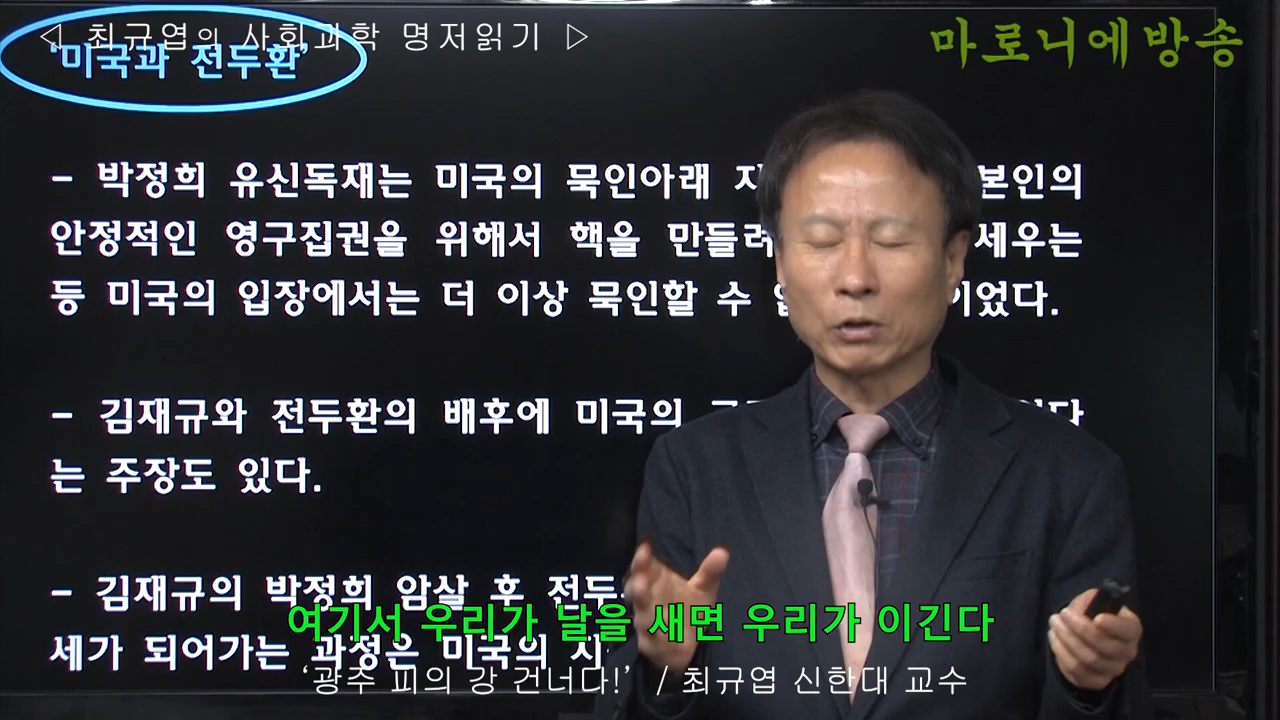 ◁ 최규엽의 사회과학 명저읽기 ▷
마로니에방송
‘미국과 전두환’
- 박정희 유신독재는 미국의 묵인아래 본인의
안정적인 영구집권을 위해서 핵을 만들려 세우는
등 미국의 입장에서는 더 이상 묵인할 수 이었다.
- 김재규와 전두환의 배후에 미국의
는 주장도 있다.
- 김재규의 박정희 암살 후
세가 되어가는 과정은 미국의
여기서 우리가 날을 새면 우리가 이긴다
‘광주 피의 강 건너다!’ / 최규엽 신한대 교수